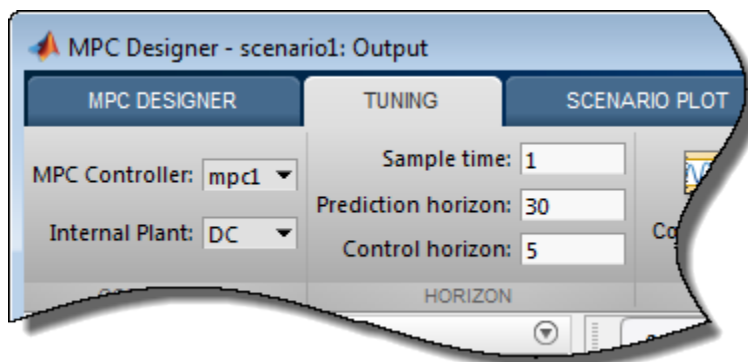 MPC Designer - scenario1: Output
MPC DESIGNER
TUNING
SCENARIO PLOT
MPC Controller: mpc1
Internal Plant: DC
Sample time: 1
Prediction horizon: 30
Control horizon: 5
HORIZON